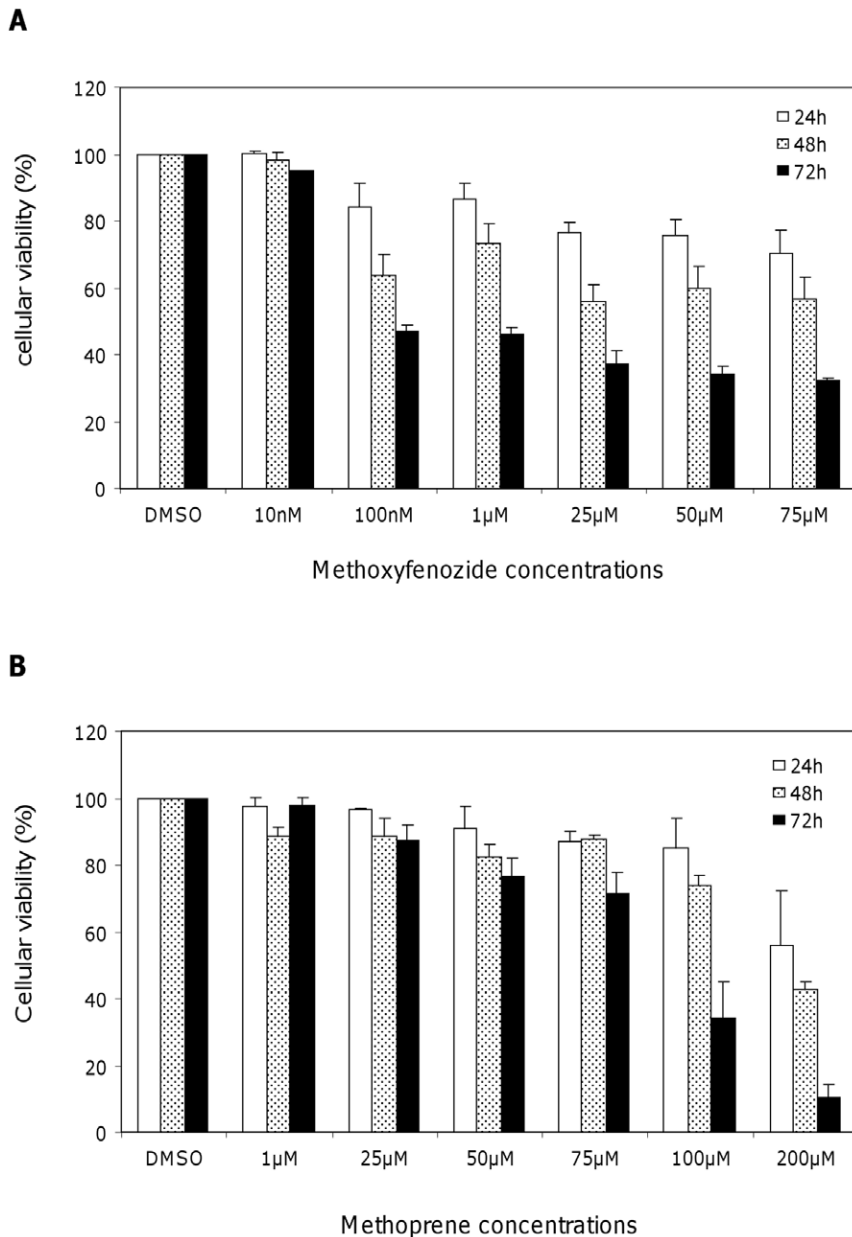 A
120
100
80
60
40
20
0
cellular viability (%)
24h
48h
72h
DMSO 10nM 100nM 1µM 25µM 50µM 75µM
Methoxyfenozide concentrations
B
120
100
80
60
40
20
0
Cellular viability (%)
24h
48h
72h
DMSO 1µM 25µM 50µM 75µM 100µM 200µM
Methoprene concentrations